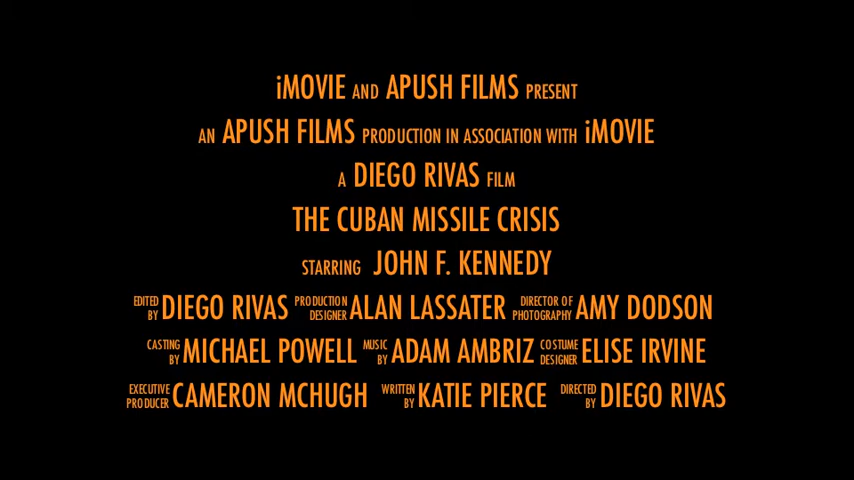 iMOVIE AND APUSH FILMS PRESENT
AN APUSH FILMS PRODUCTION IN ASSOCIATION WITH iMOVIE
A DIEGO RIVAS FILM
THE CUBAN MISSILE CRISIS
STARRING JOHN F. KENNEDY
EDITED BY DIEGO RIVAS PRODUCTION DESIGNER ALAN LASSATER DIRECTOR OF PHOTOGRAPHY AMY DODSON
CASTING BY MICHAEL POWELL MUSIC BY ADAM AMBRIZ COSTUME DESIGNER ELISE IRVINE
EXECUTIVE PRODUCER CAMERON MCHUGH WRITTEN BY KATIE PIERCE DIRECTED BY DIEGO RIVAS